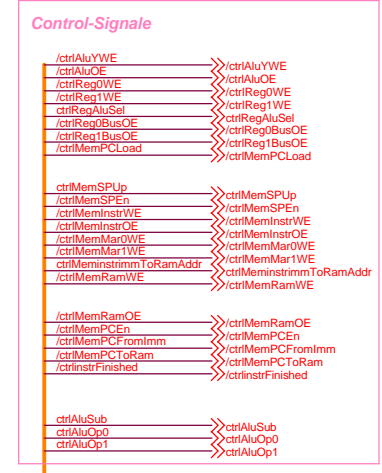 Control-Signale
/ctrlAluYWE /ctrlAluYWE
/ctrlAluOE /ctrlAluOE
/ctrlReg0WE /ctrlReg0WE
/ctrlReg1WE /ctrlReg1WE
ctrlRegAluSel ctrlRegAluSel
/ctrlReg0BusOE /ctrlReg0BusOE
/ctrlReg1BusOE /ctrlReg1BusOE
/ctrlMemPCLoad /ctrlMemPCLoad
ctrlMemSPUp ctrlMemSPUp
/ctrlMemSPEn /ctrlMemSPEn
/ctrlMemInstrWE /ctrlMemInstrWE
/ctrlMemInstrOE /ctrlMemInstrOE
/ctrlMemMar0WE /ctrlMemMar0WE
/ctrlMemMar1WE /ctrlMemMar1WE
ctrlMeminstrimmToRamAddr ctrlMeminstrimmToRamAddr
/ctrlMemRamWE /ctrlMemRamWE
/ctrlMemRamOE /ctrlMemRamOE
/ctrlMemPCEn /ctrlMemPCEn
/ctrlMemPCFromImm /ctrlMemPCFromImm
/ctrlMemPCToRam /ctrlMemPCToRam
/ctrlinstrFinished /ctrlinstrFinished
ctrlAluSub ctrlAluSub
ctrlAluOp0 ctrlAluOp0
ctrlAluOp1 ctrlAluOp1